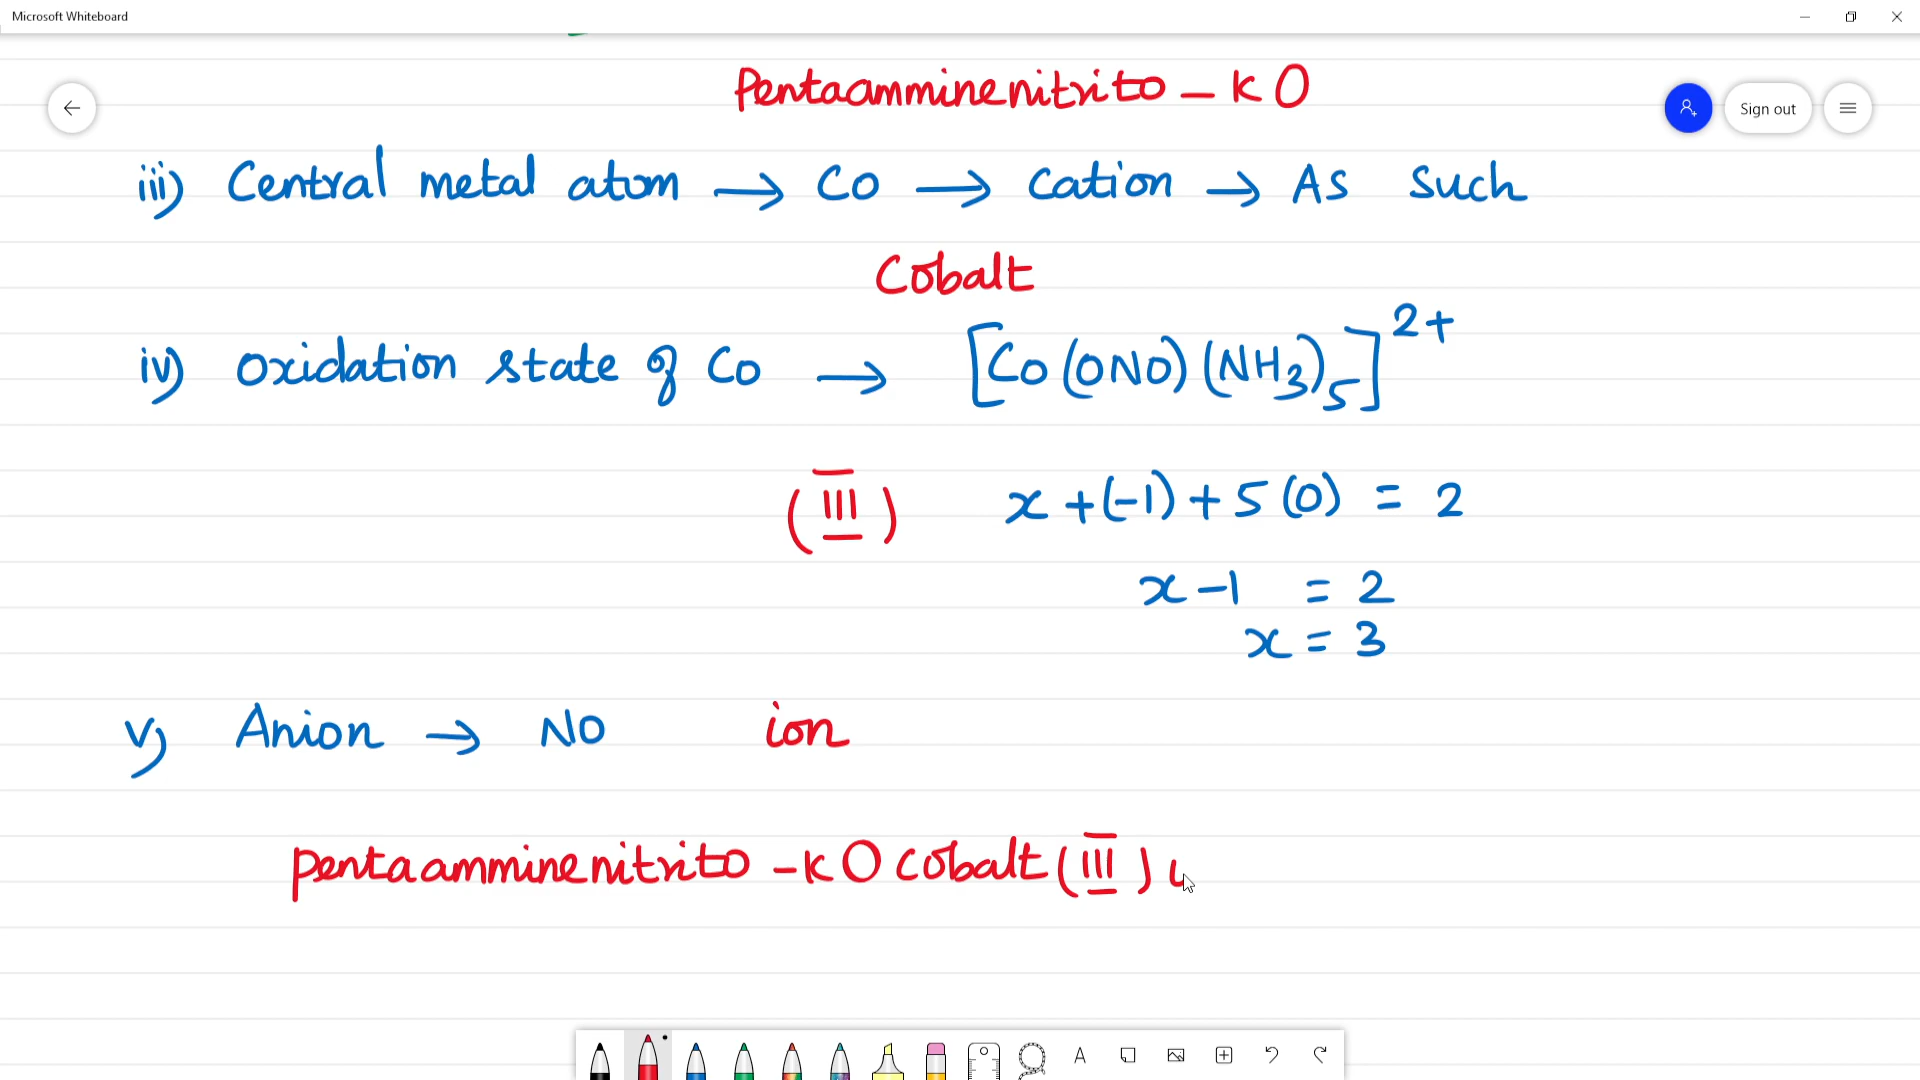 Microsoft Whiteboard
Pentaamminenitrito – κ O
Sign out
iii) Central metal atom → Co → Cation → As such
Cobalt
iv) Oxidation state of Co → [Co(ONO)(NH₃)₅]²⁺
(III) x + (-1) + 5(0) = 2
x - 1 = 2
x = 3
v) Anion → NO ion
pentaamminenitrito – κ O cobalt (III)